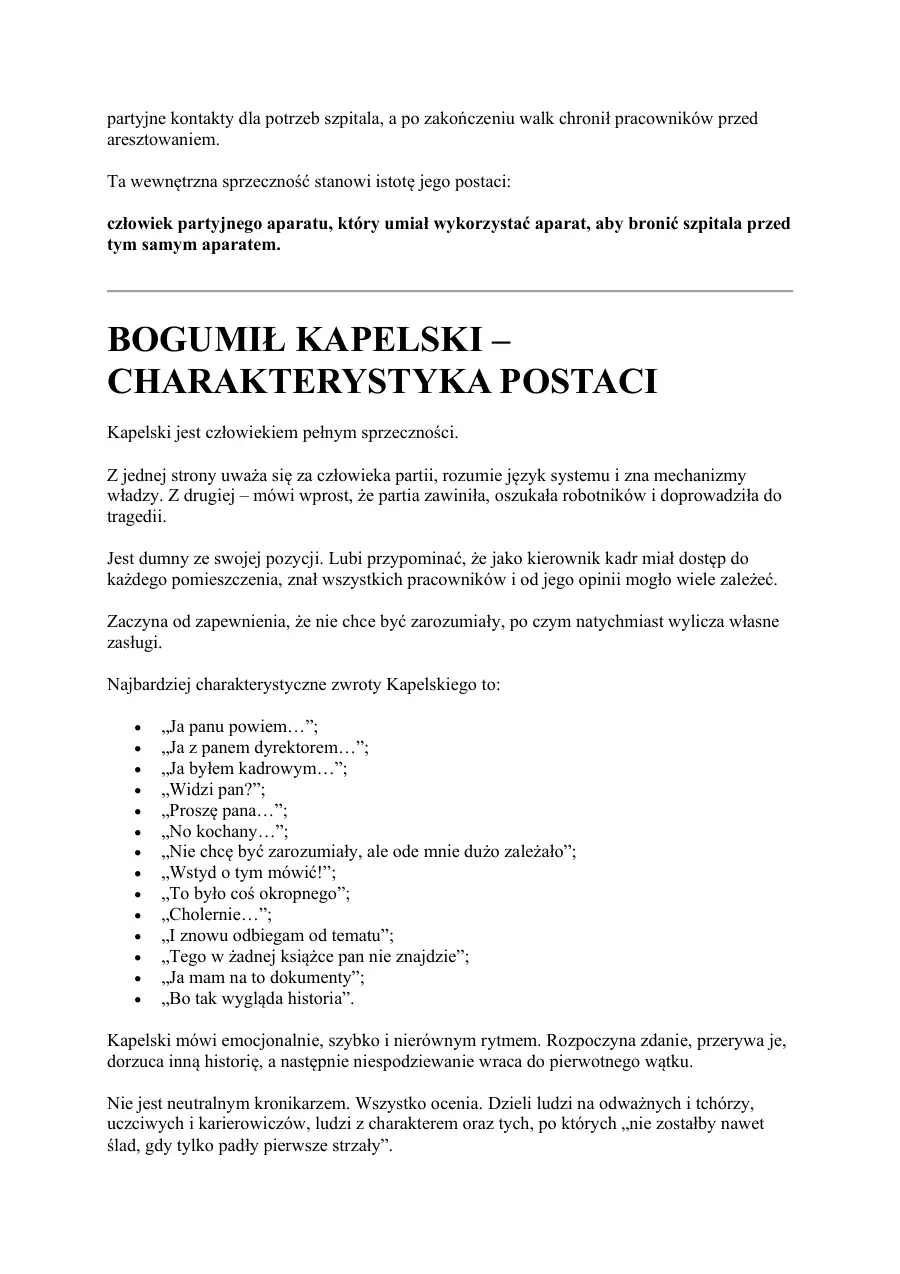 partyjne kontakty dla potrzeb szpitala, a po zakończeniu walk chronił pracowników przed
aresztowaniem.
Ta wewnętrzna sprzeczność stanowi istotę jego postaci:
człowiek partyjnego aparatu, który umiał wykorzystać aparat, aby bronić szpitala przed
tym samym aparatem.
BOGUMIŁ KAPELSKI –
CHARAKTERYSTYKA POSTACI
Kapelski jest człowiekiem pełnym sprzeczności.
Z jednej strony uważa się za człowieka partii, rozumie język systemu i zna mechanizmy
władzy. Z drugiej – mówi wprost, że partia zawiniła, oszukała robotników i doprowadziła do
tragedii.
Jest dumny ze swojej pozycji. Lubi przypominać, że jako kierownik kadr miał dostęp do
każdego pomieszczenia, znał wszystkich pracowników i od jego opinii mogło wiele zależeć.
Zaczyna od zapewnienia, że nie chce być zarozumiały, po czym natychmiast wylicza własne
zasługi.
Najbardziej charakterystyczne zwroty Kapelskiego to:
• „Ja panu powiem…”;
• „Ja z panem dyrektorem…”;
• „Ja byłem kadrowym…”;
• „Widzi pan?”;
• „Proszę pana…”;
• „No kochany…”;
• „Nie chcę być zarozumiały, ale ode mnie dużo zależało”;
• „Wstyd o tym mówić!”;
• „To było coś okropnego”;
• „Cholernie…”;
• „I znowu odbiegam od tematu”;
• „Tego w żadnej książce pan nie znajdzie”;
• „Ja mam na to dokumenty”;
• „Bo tak wygląda historia”.
Kapelski mówi emocjonalnie, szybko i nierównym rytmem. Rozpoczyna zdanie, przerywa je,
dorzuca inną historię, a następnie niespodziewanie wraca do pierwotnego wątku.
Nie jest neutralnym kronikarzem. Wszystko ocenia. Dzieli ludzi na odważnych i tchórzy,
uczciwych i karierowiczów, ludzi z charakterem oraz tych, po których „nie zostałby nawet
ślad, gdy tylko padły pierwsze strzały”.